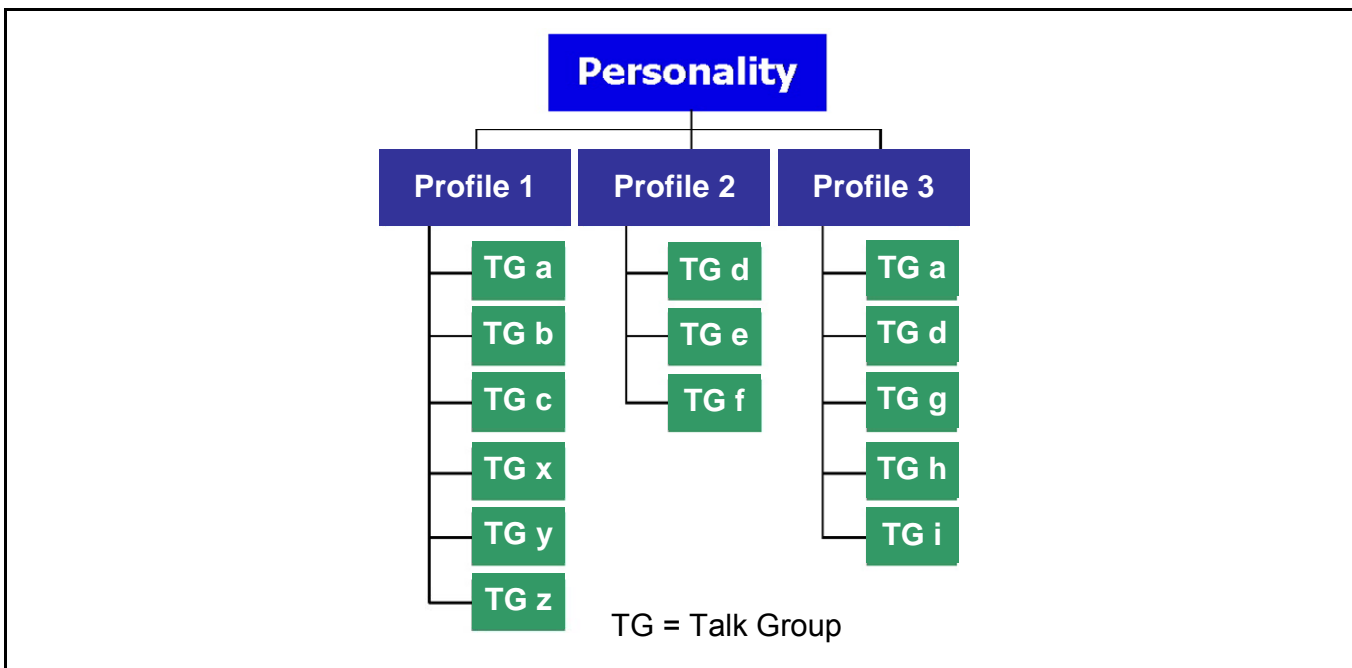 Personality
Profile 1
Profile 2
Profile 3
TG a
TG b
TG c
TG x
TG y
TG z
TG d
TG e
TG f
TG a
TG d
TG g
TG h
TG i
TG = Talk Group